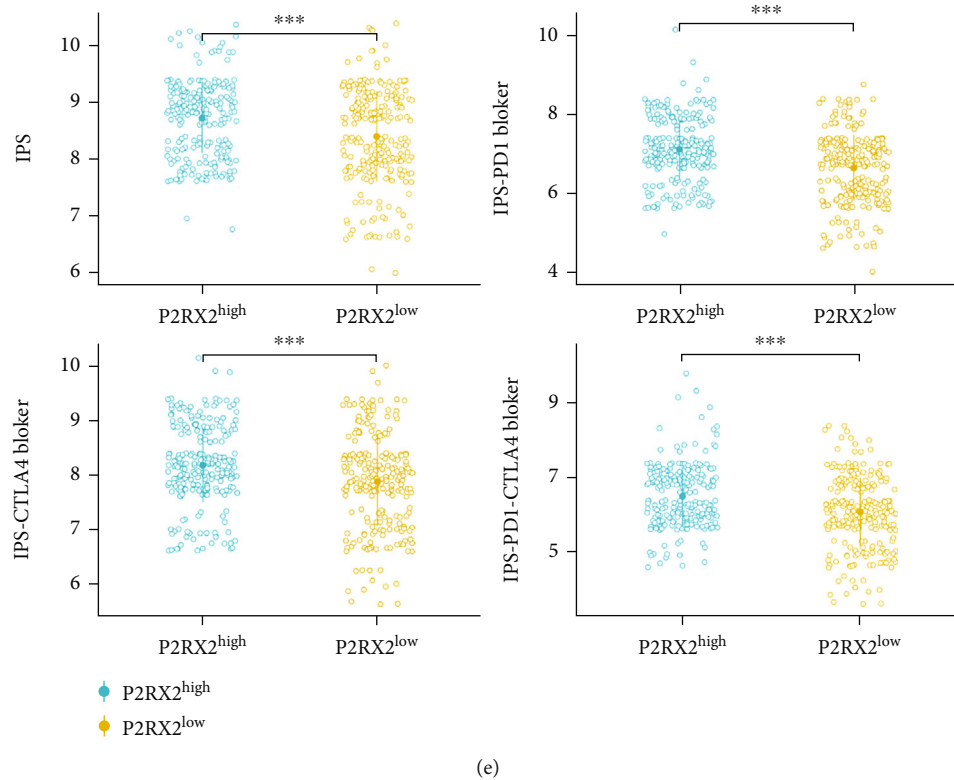 ***
10
9
8
7
6
IPS
P2RX2high
P2RX2low
***
10
8
6
4
IPS-PD1 bloker
P2RX2high
P2RX2low
***
10
9
8
7
6
IPS-CTLA4 bloker
P2RX2high
P2RX2low
***
9
7
5
IPS-PD1-CTLA4 bloker
P2RX2high
P2RX2low
P2RX2high
P2RX2low
(e)